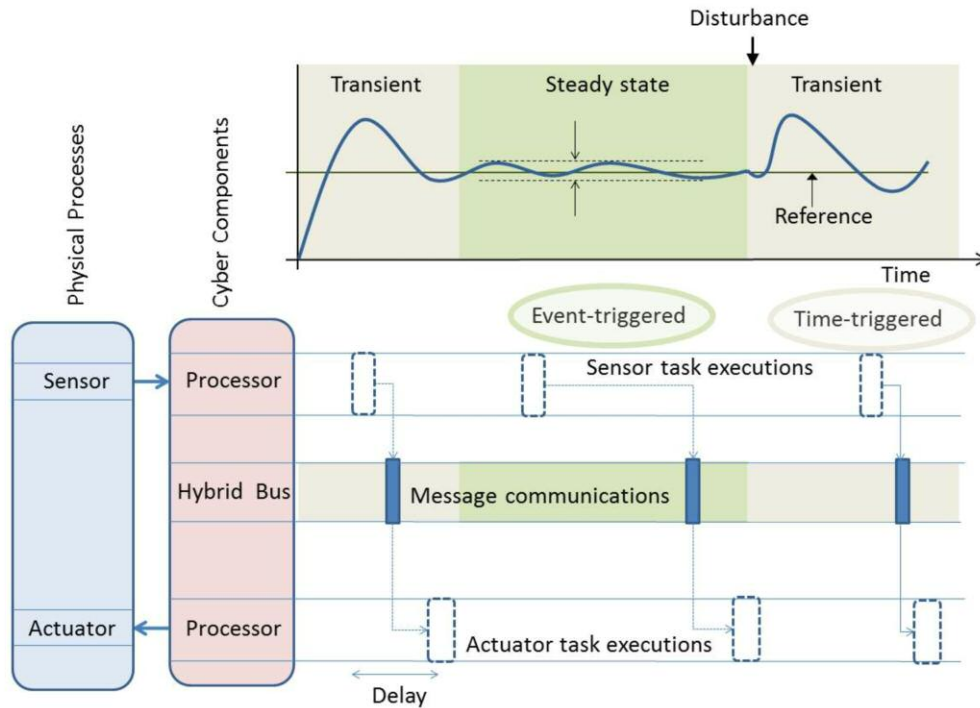 Disturbance
Transient
Steady state
Transient
Reference
Time
Physical Processes
Cyber Components
Event-triggered
Time-triggered
Sensor
Processor
Sensor task executions
Hybrid Bus
Message communications
Actuator
Processor
Actuator task executions
Delay